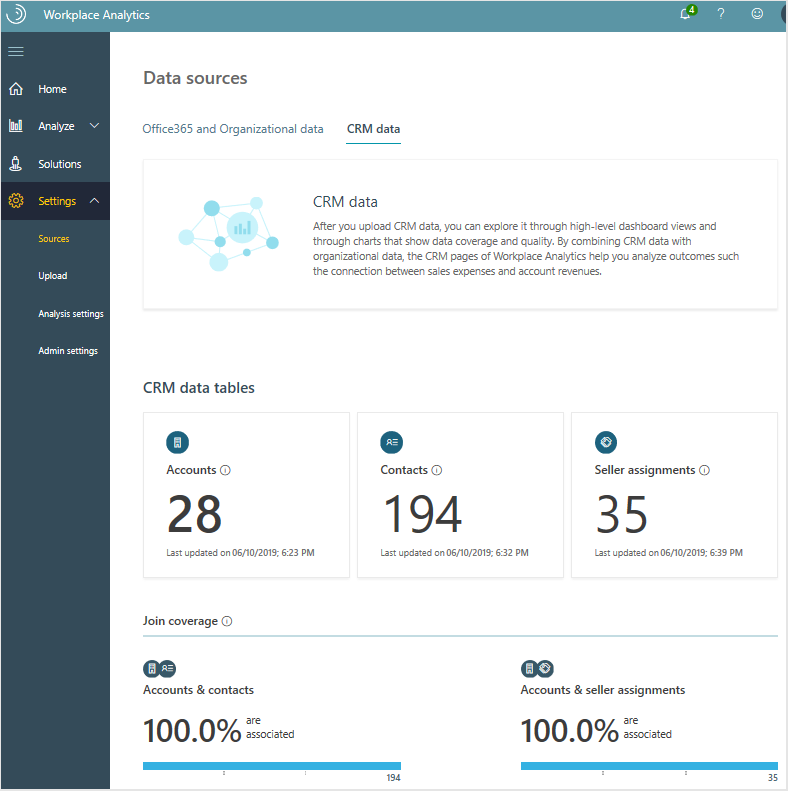 Workplace Analytics
4
?
Home
Analyze
Solutions
Settings
Sources
Upload
Analysis settings
Admin settings
Data sources
Office365 and Organizational data
CRM data
CRM data
After you upload CRM data, you can explore it through high-level dashboard views and
through charts that show data coverage and quality. By combining CRM data with
organizational data, the CRM pages of Workplace Analytics help you analyze outcomes such
the connection between sales expenses and account revenues.
CRM data tables
Accounts
28
Last updated on 06/10/2019; 6:23 PM
Contacts
194
Last updated on 06/10/2019; 6:32 PM
Seller assignments
35
Last updated on 06/10/2019; 6:39 PM
Join coverage
Accounts & contacts
100.0% are
associated
194
Accounts & seller assignments
100.0% are
associated
35